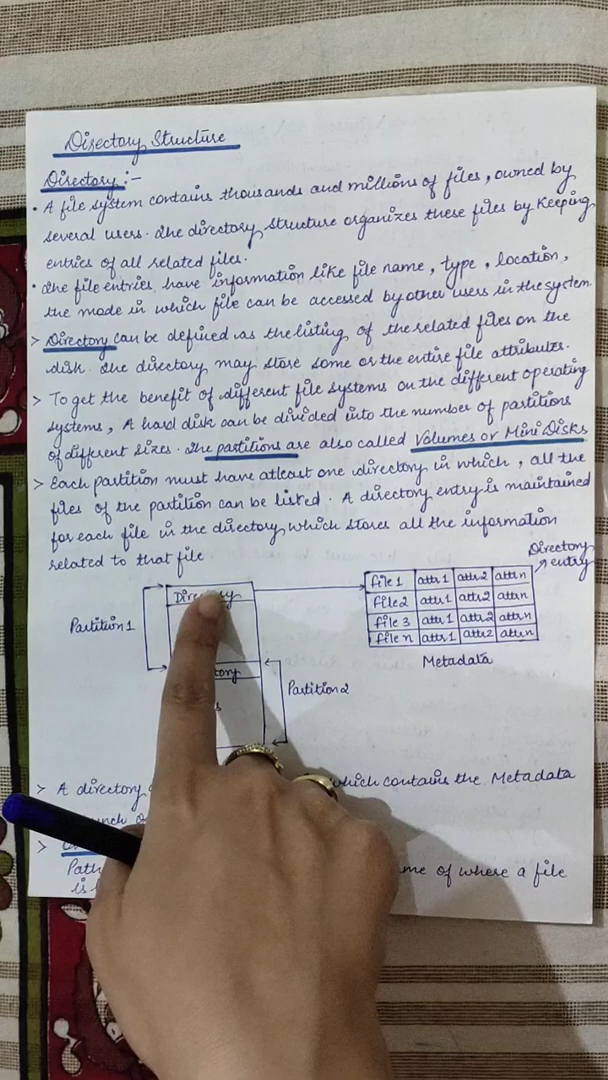 Directory Structure
Directory :-
• A file system contains thousands and millions of files, owned by
several users. The directory structure organizes these files by keeping
entries of all related files.
• The file entries have information like file name, type, location,
the mode in which file can be accessed by other users in the system
> Directory can be defined as the listing of the related files on the
disk. The directory may store some or the entire file attributes.
> To get the benefit of different file systems on the different operating
systems, A hard disk can be divided into the number of partitions
of different sizes. The partitions are also called Volumes or Mini Disks
> Each partition must have atleast one directory in which, all the
files of the partition can be listed. A directory entry is maintained
for each file in the directory which stores all the information
related to that file
Directory
entry
Directory
file 1 attr 1 attr 2 attr n
file 2 attr 1 attr 2 attr n
file 3 attr 1 attr 2 attr n
file n attr 1 attr 2 attr n
Partition 1
Metadata
Partition 2
> A directory which contains the Metadata
>
Path me of where a file
is